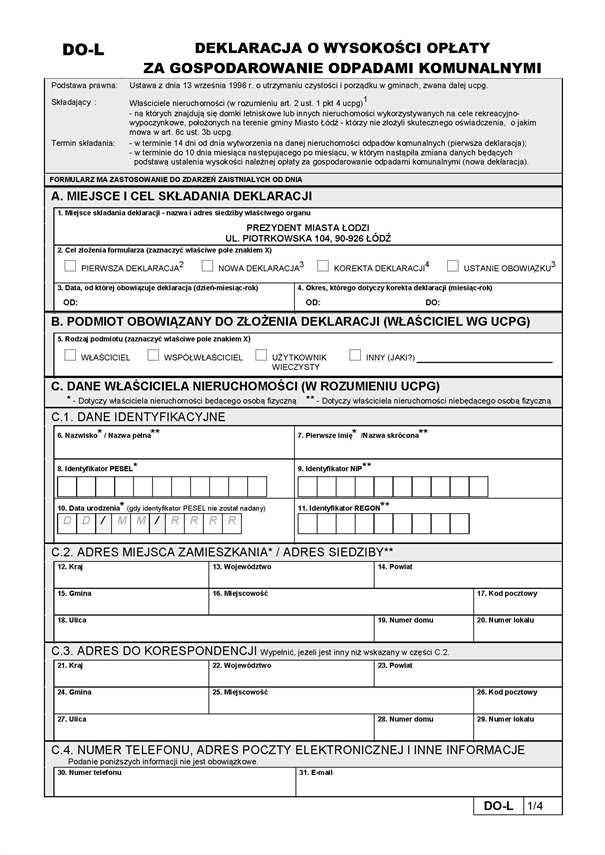 DO-L
DEKLARACJA O WYSOKOŚCI OPŁATY
ZA GOSPODAROWANIE ODPADAMI KOMUNALNYMI
Podstawa prawna: Ustawa z dnia 13 września 1996 r. o utrzymaniu czystości i porządku w gminach, zwana dalej ucpg.
Składający : Właściciele nieruchomości (w rozumieniu art. 2 ust. 1 pkt 4 ucpg)1
- na których znajdują się domki letniskowe lub innych nieruchomości wykorzystywanych na cele rekreacyjno-
wypoczynkowe, położonych na terenie gminy Miasto Łódź - którzy nie złożyli skutecznego oświadczenia, o jakim
mowa w art. 6c ust. 3b ucpg.
Termin składania: - w terminie 14 dni od dnia wytworzenia na danej nieruchomości odpadów komunalnych (pierwsza deklaracja);
- w terminie do 10 dnia miesiąca następującego po miesiącu, w którym nastąpiła zmiana danych będących
podstawą ustalenia wysokości należnej opłaty za gospodarowanie odpadami komunalnymi (nowa deklaracja).
FORMULARZ MA ZASTOSOWANIE DO ZDARZEŃ ZAISTNIAŁYCH OD DNIA
A. MIEJSCE I CEL SKŁADANIA DEKLARACJI
1. Miejsce składania deklaracji - nazwa i adres siedziby właściwego organu
PREZYDENT MIASTA ŁODZI
UL. PIOTRKOWSKA 104, 90-926 ŁÓDŹ
2. Cel złożenia formularza (zaznaczyć właściwe pole znakiem X)
PIERWSZA DEKLARACJA2 NOWA DEKLARACJA3 KOREKTA DEKLARACJI4 USTANIE OBOWIĄZKU3
3. Data, od której obowiązuje deklaracja (dzień-miesiąc-rok) 4. Okres, którego dotyczy korekta deklaracji (miesiąc-rok)
OD: OD: DO:
B. PODMIOT OBOWIĄZANY DO ZŁOŻENIA DEKLARACJI (WŁAŚCICIEL WG UCPG)
5. Rodzaj podmiotu (zaznaczyć właściwe pole znakiem X)
WŁAŚCICIEL WSPÓŁWŁAŚCICIEL UŻYTKOWNIK INNY (JAKI?)
WIECZYSTY
C. DANE WŁAŚCICIELA NIERUCHOMOŚCI (W ROZUMIENIU UCPG)
* - Dotyczy właściciela nieruchomości będącego osobą fizyczną ** - Dotyczy właściciela nieruchomości niebędącego osobą fizyczną
C.1. DANE IDENTYFIKACYJNE
6. Nazwisko* / Nazwa pełna** 7. Pierwsze imię* /Nazwa skrócona**
8. Identyfikator PESEL* 9. Identyfikator NIP**
10. Data urodzenia* (gdy identyfikator PESEL nie został nadany) 11. Identyfikator REGON**
D D / M M / R R R R
C.2. ADRES MIEJSCA ZAMIESZKANIA* / ADRES SIEDZIBY**
12. Kraj 13. Województwo 14. Powiat
15. Gmina 16. Miejscowość 17. Kod pocztowy
18. Ulica 19. Numer domu 20. Numer lokalu
C.3. ADRES DO KORESPONDENCJI Wypełnić, jeżeli jest inny niż wskazany w części C.2.
21. Kraj 22. Województwo 23. Powiat
24. Gmina 25. Miejscowość 26. Kod pocztowy
27. Ulica 28. Numer domu 29. Numer lokalu
C.4. NUMER TELEFONU, ADRES POCZTY ELEKTRONICZNEJ I INNE INFORMACJE
Podanie poniższych informacji nie jest obowiązkowe.
30. Numer telefonu 31. E-mail
DO-L 1/4